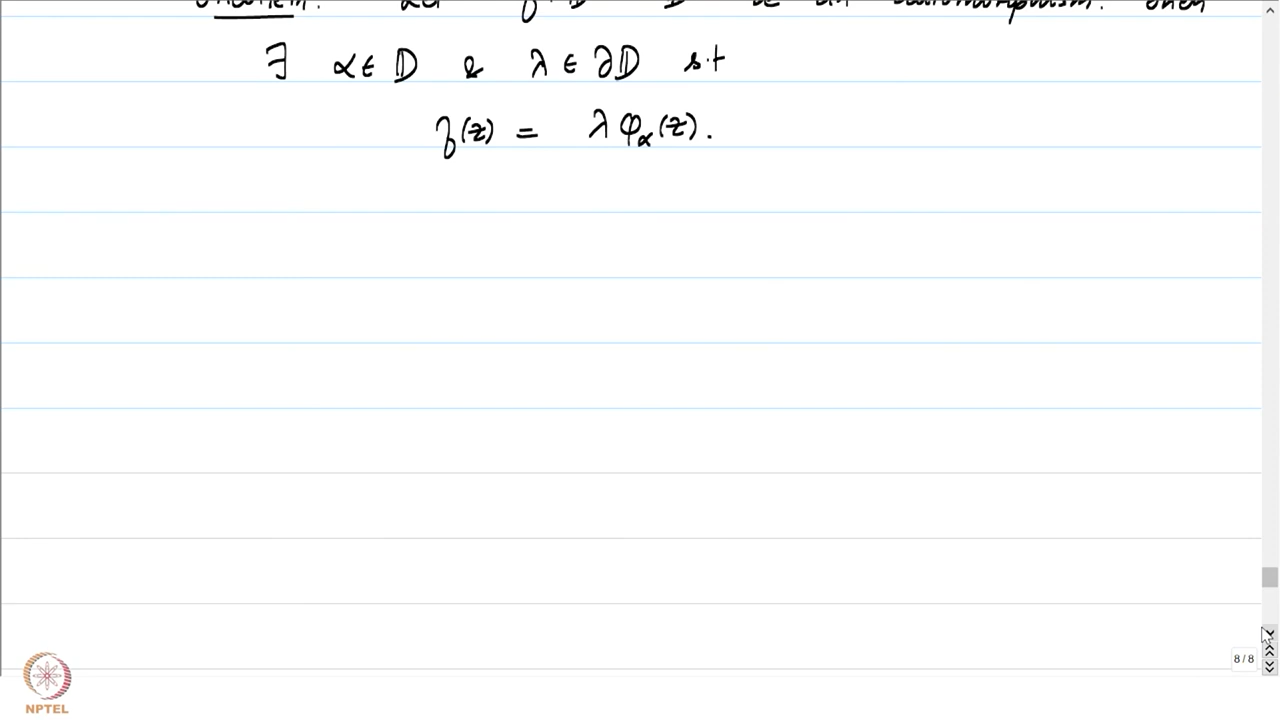 ∃ α ∈ D & λ ∈ ∂D s.t
f(z) = λ φ_α(z).
8 / 8
NPTEL